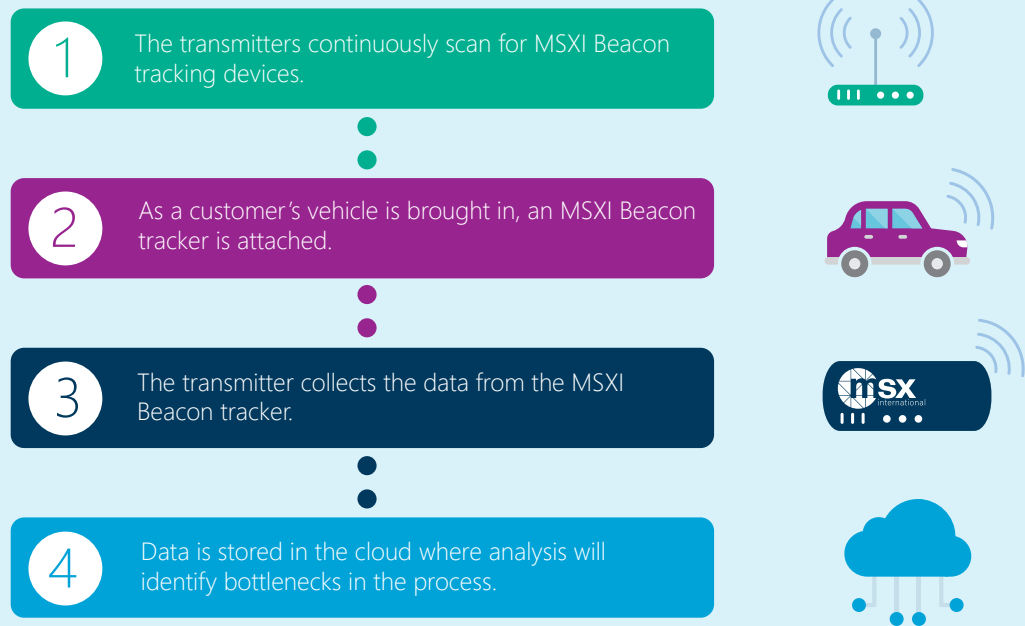 1
The transmitters continuously scan for MSXI Beacon
tracking devices.
2
As a customer’s vehicle is brought in, an MSXI Beacon
tracker is attached.
3
The transmitter collects the data from the MSXI
Beacon tracker.
msx
international
4
Data is stored in the cloud where analysis will
identify bottlenecks in the process.